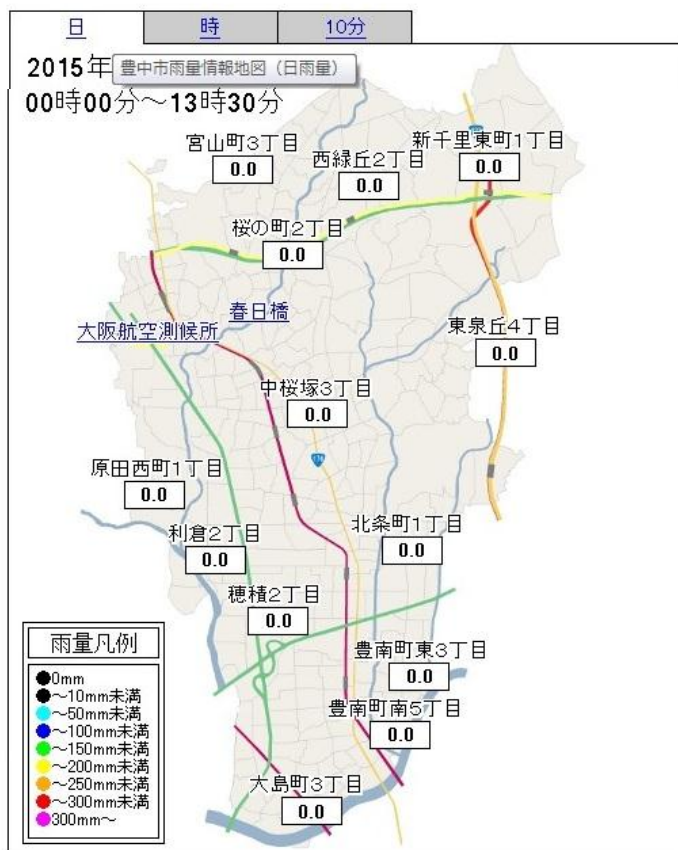 日
時
10分
2015年
豊中市雨量情報地図（日雨量）
00時00分～13時30分
宮山町3丁目
0.0
西緑丘2丁目
0.0
新千里東町1丁目
0.0
桜の町2丁目
0.0
春日橋
大阪航空測候所
東泉丘4丁目
0.0
中桜塚3丁目
0.0
176
原田西町1丁目
0.0
利倉2丁目
0.0
北条町1丁目
0.0
穂積2丁目
0.0
豊南町東3丁目
0.0
豊南町南5丁目
0.0
大島町3丁目
0.0
雨量凡例
0mm
～10mm未満
～50mm未満
～100mm未満
～150mm未満
～200mm未満
～250mm未満
～300mm未満
300mm～